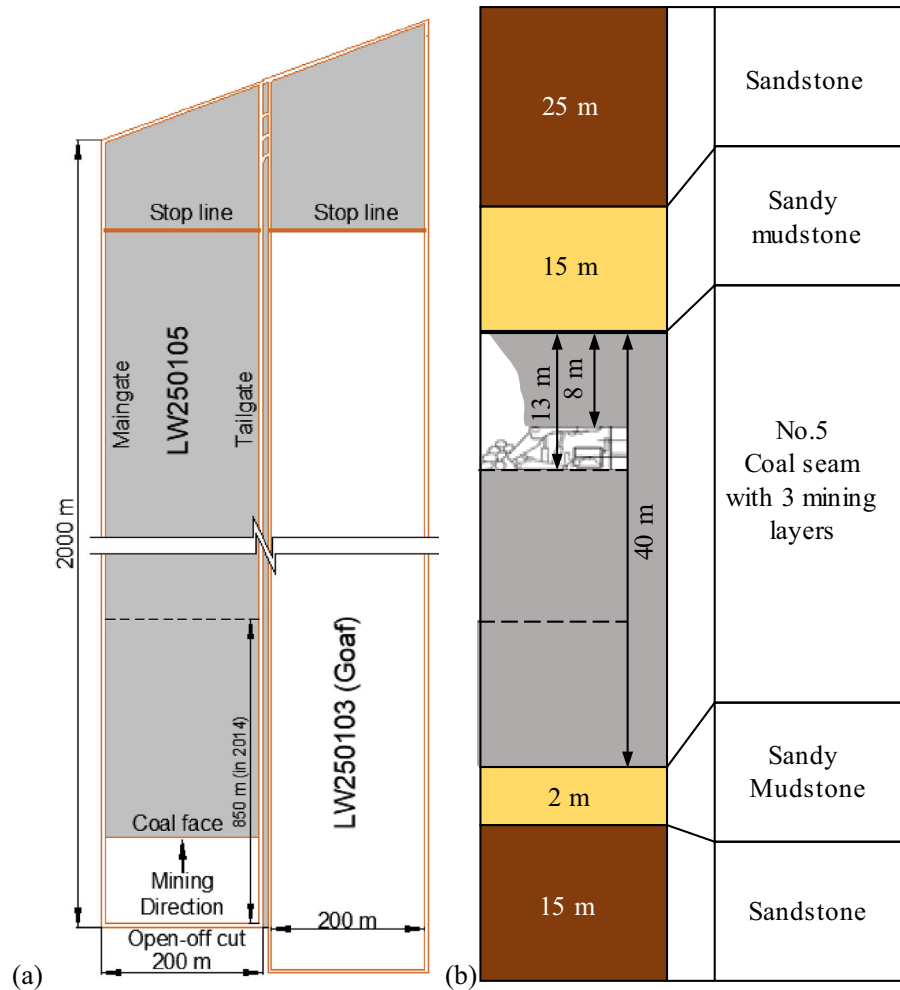 Stop line
Stop line
LW250105
Maingate
Tailgate
2000 m
850 m (in 2014)
LW250103 (Goaf)
Coal face
Mining
Direction
Open-off cut
200 m
200 m
(a)
25 m
Sandstone
15 m
Sandy
mudstone
13 m
8 m
40 m
No.5
Coal seam
with 3 mining
layers
2 m
Sandy
Mudstone
15 m
Sandstone
(b)